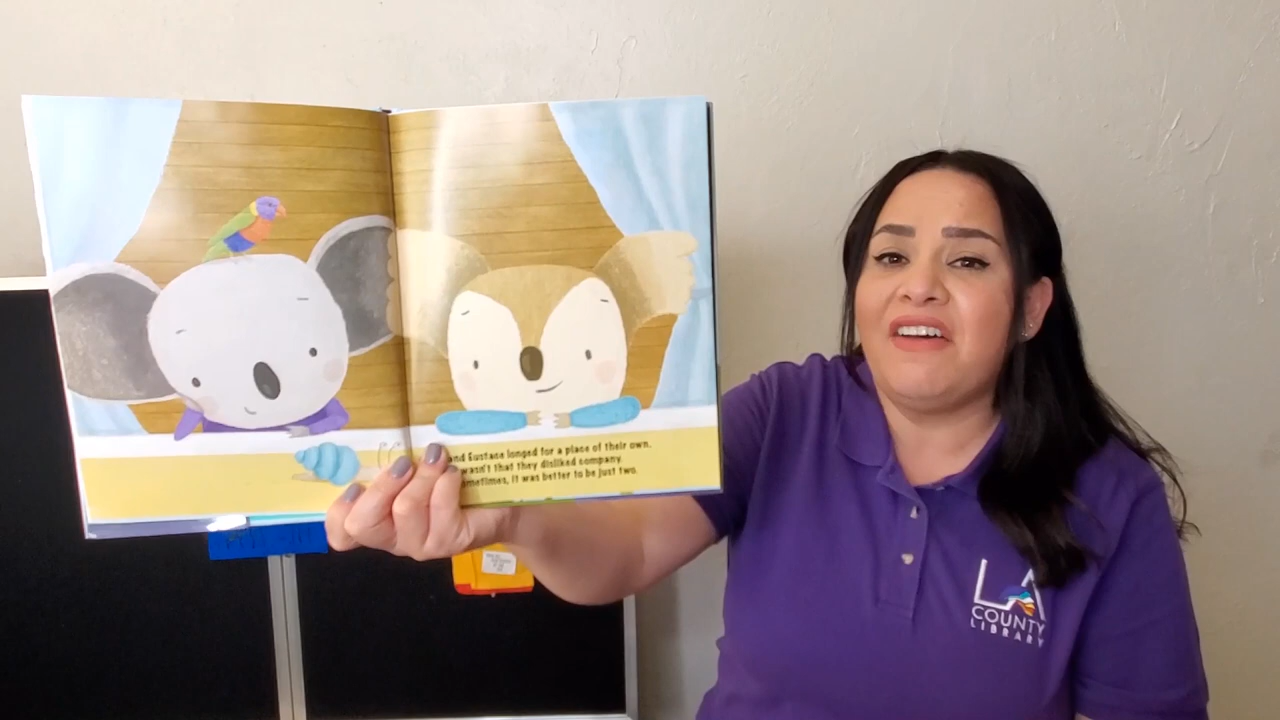 and Eustace longed for a place of their own.
wasn't that they disliked company.
sometimes, it was better to be just two.
LA
COUNTY
LIBRARY